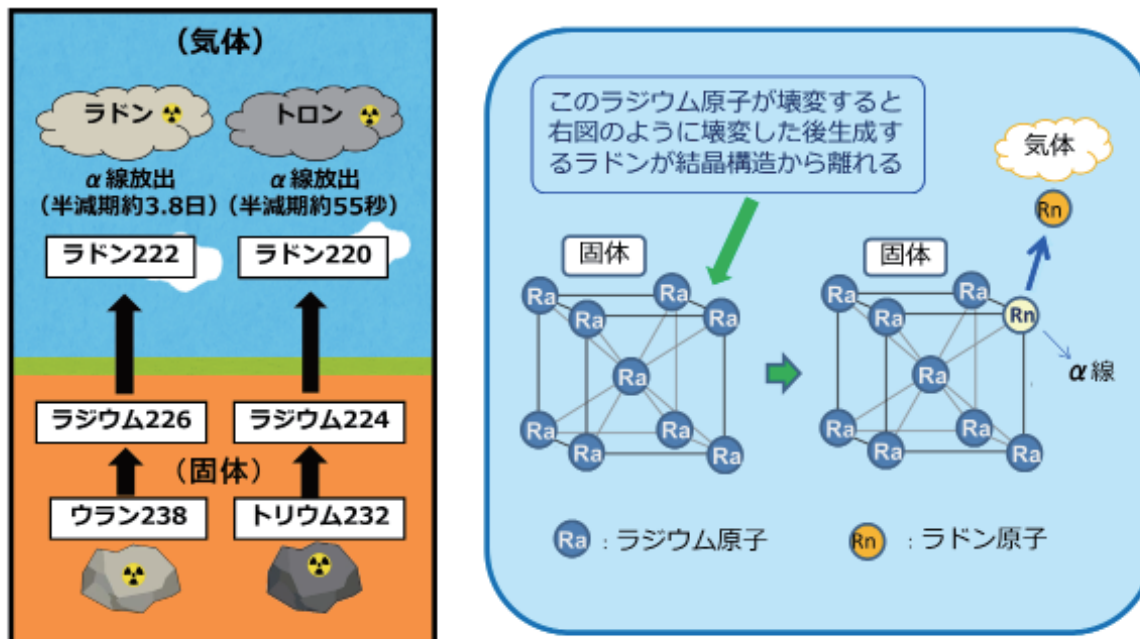 （気体）
ラドン
トロン
α線放出
（半減期約3.8日）
α線放出
（半減期約55秒）
ラドン222
ラドン220
ラジウム226
ラジウム224
（固体）
ウラン238
トリウム232
このラジウム原子が壊変すると
右図のように壊変した後生成す
るラドンが結晶構造から離れる
気体
Rn
固体
Ra
Ra
Ra
Ra
Ra
Ra
Ra
Ra
Ra
固体
Ra
Ra
Rn
α線
Ra
Ra
Ra
Ra
Ra
Ra
Ra：ラジウム原子
Rn：ラドン原子